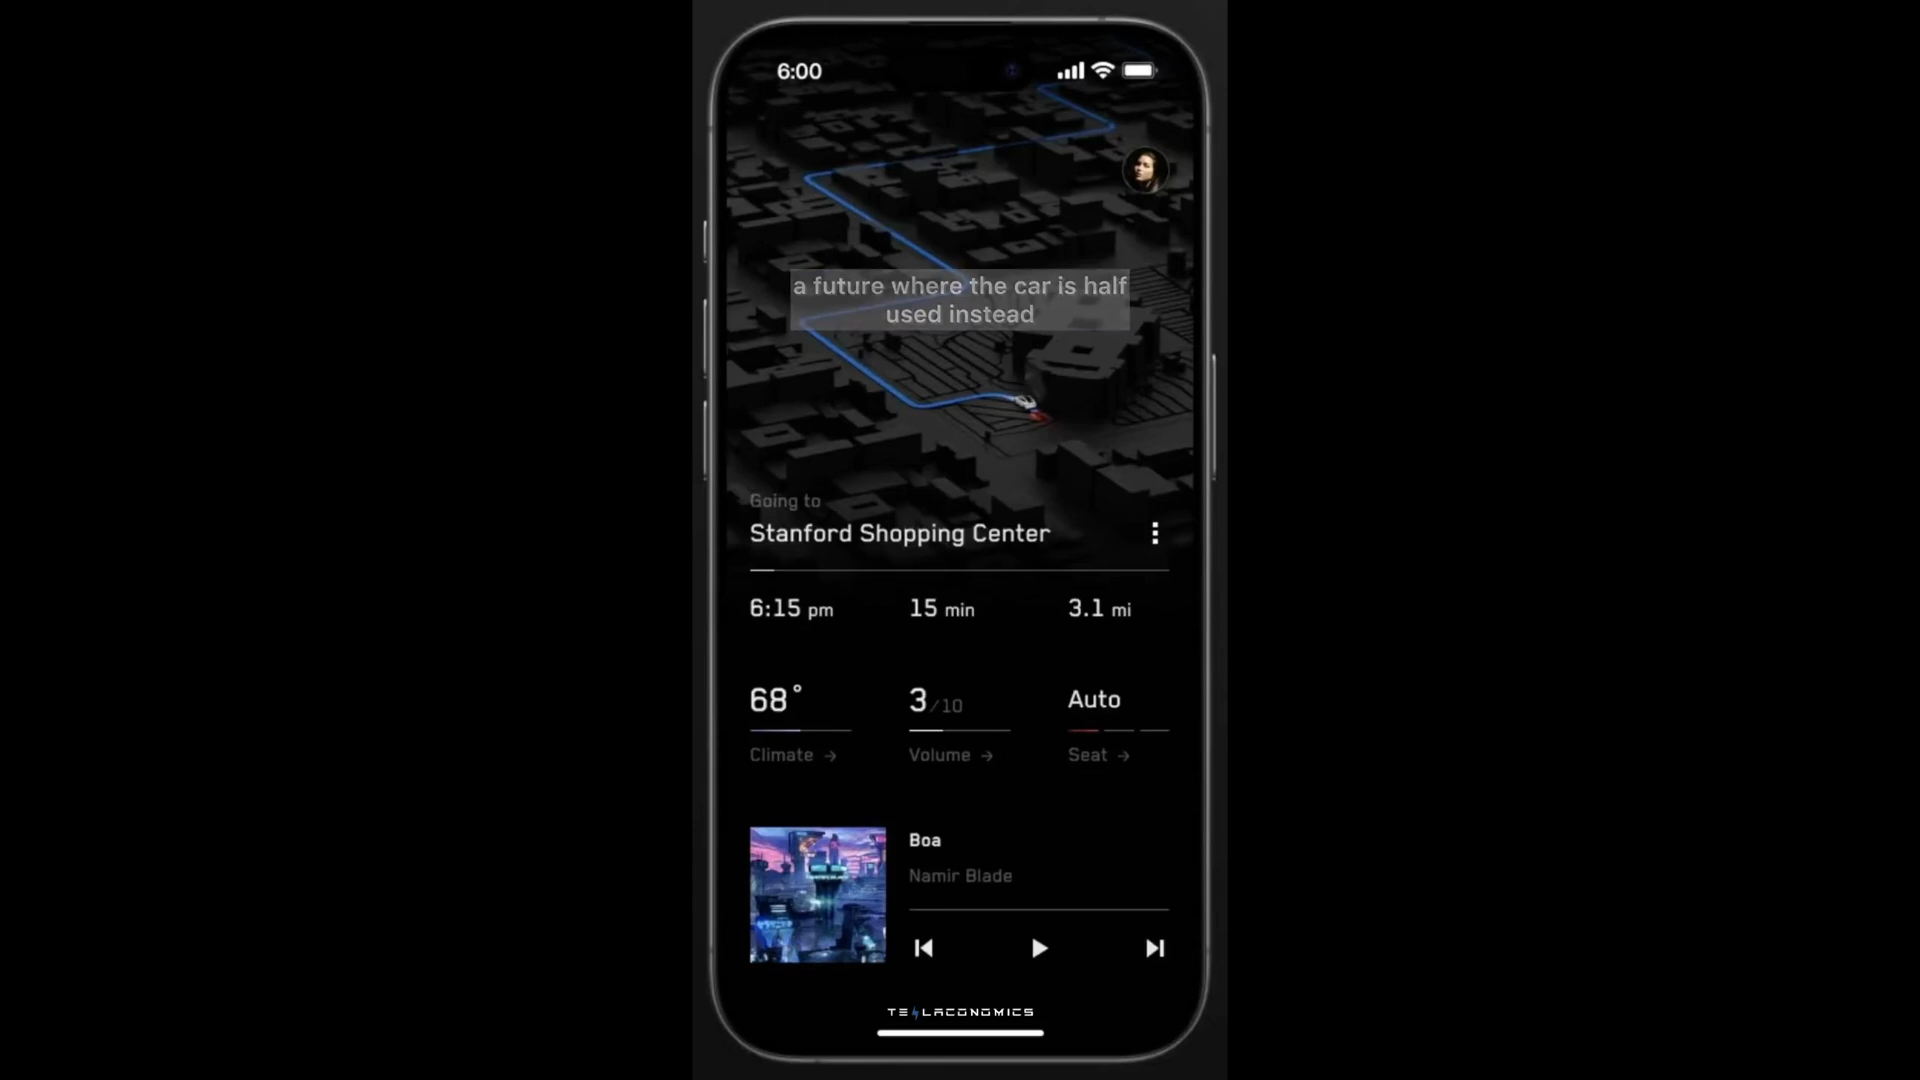 6:00
a future where the car is half
used instead
Going to
Stanford Shopping Center
6:15 pm
15 min
3.1 mi
68°
3/10
Auto
Climate →
Volume →
Seat →
Boa
Namir Blade
TESLACONOMICS